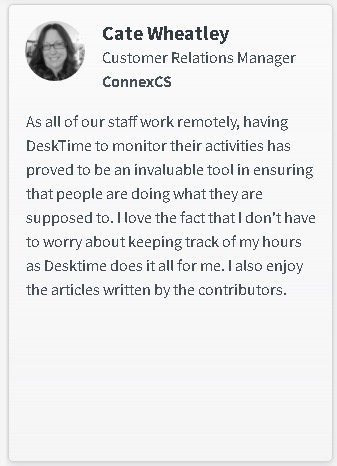 Cate Wheatley
Customer Relations Manager
ConnexCS
As all of our staff work remotely, having
DeskTime to monitor their activities has
proved to be an invaluable tool in ensuring
that people are doing what they are
supposed to. I love the fact that I don't have
to worry about keeping track of my hours
as Desktime does it all for me. I also enjoy
the articles written by the contributors.